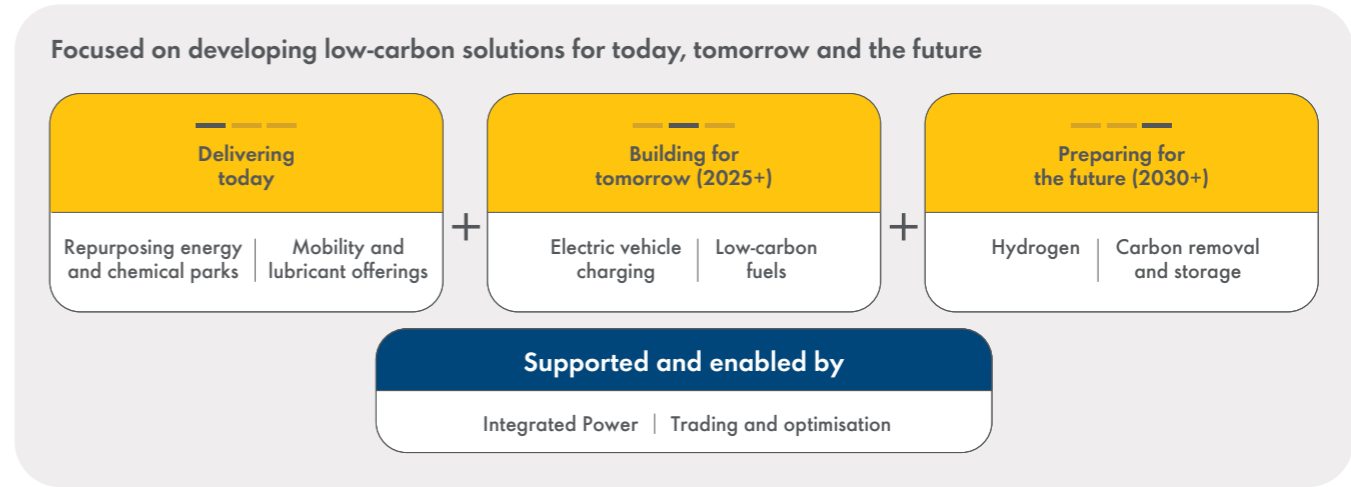 Focused on developing low-carbon solutions for today, tomorrow and the future
Delivering
today
Repurposing energy
and chemical parks
Mobility and
lubricant offerings
+
Building for
tomorrow (2025+)
Electric vehicle
charging
Low-carbon
fuels
+
Preparing for
the future (2030+)
Hydrogen
Carbon removal
and storage
Supported and enabled by
Integrated Power | Trading and optimisation